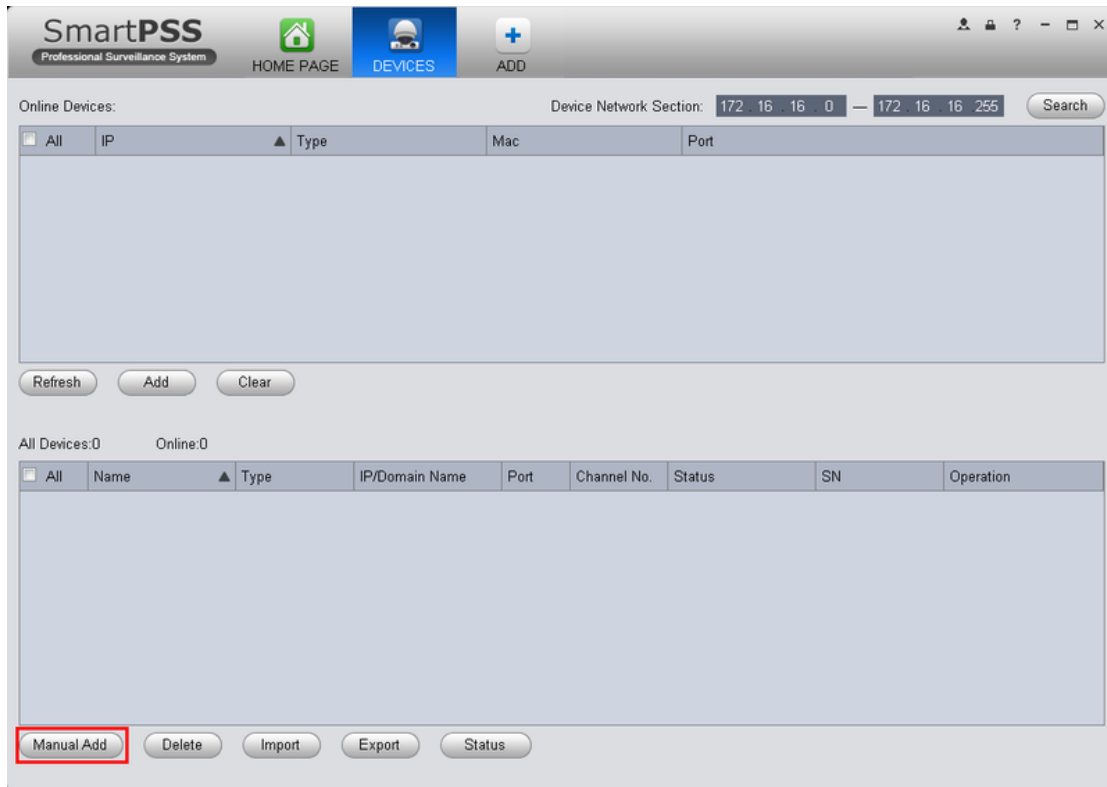 SmartPSS
Professional Surveillance System
HOME PAGE DEVICES ADD ?
Online Devices: Device Network Section: 172 . 16 . 16 . 0 — 172 . 16 . 16 . 255 Search
All IP Type Mac Port
Refresh Add Clear
All Devices:0 Online:0
All Name Type IP/Domain Name Port Channel No. Status SN Operation
Manual Add Delete Import Export Status